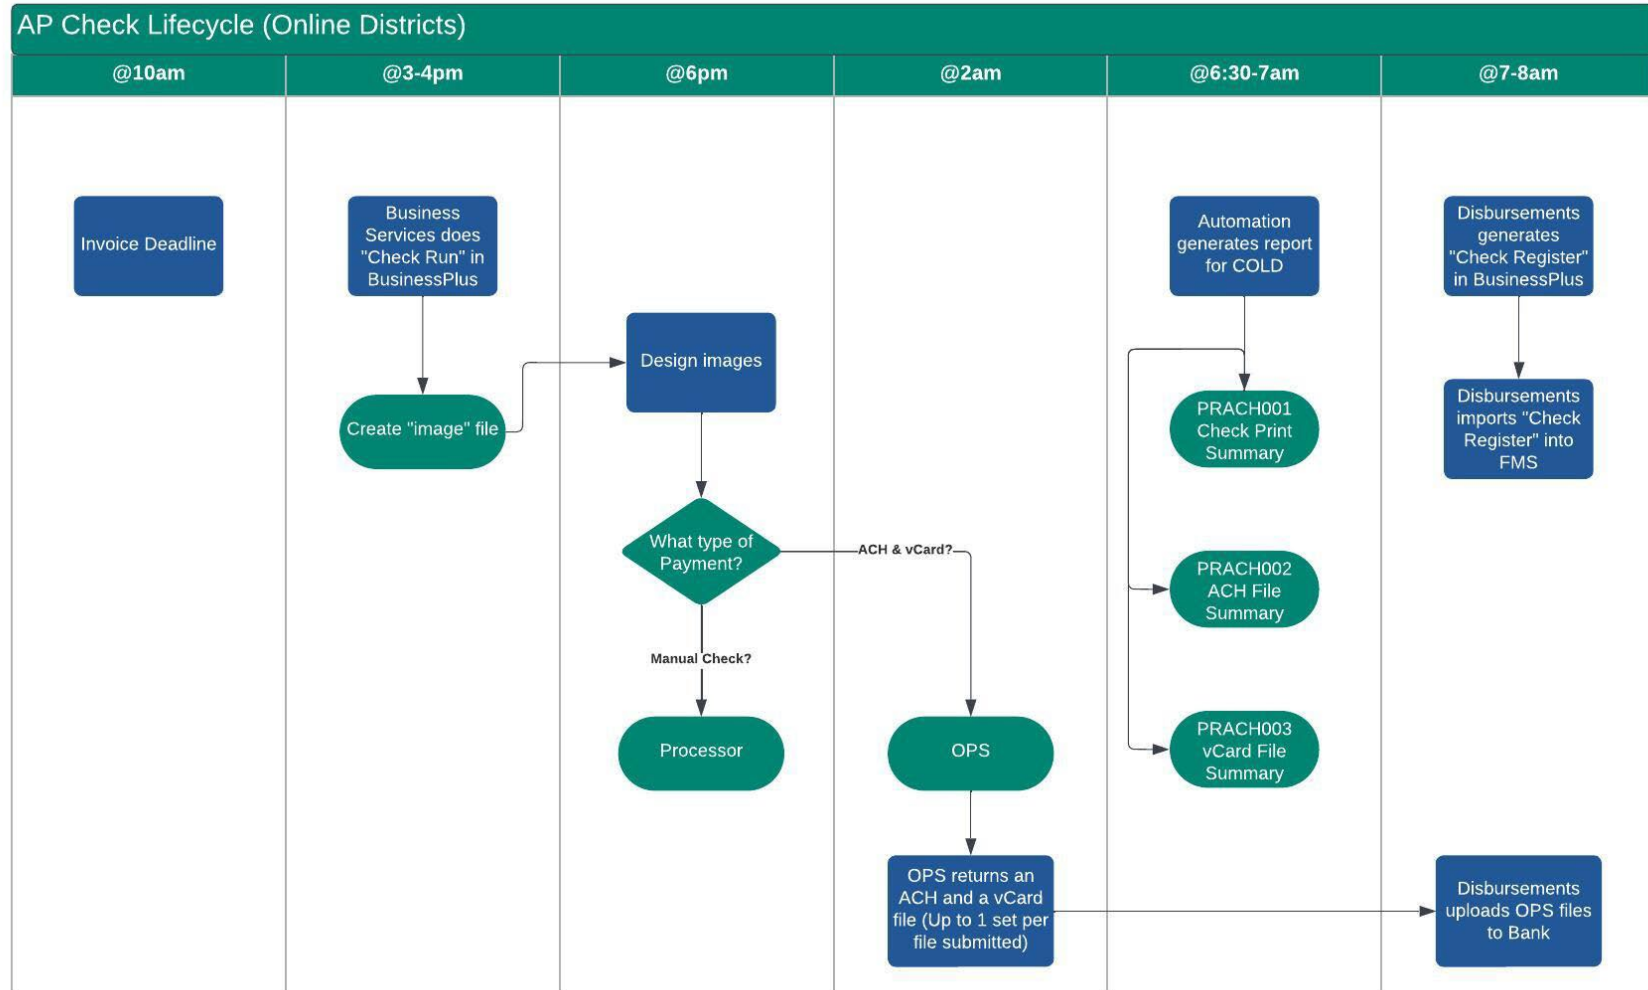 AP Check Lifecycle (Online Districts)
@10am
@3-4pm
@6pm
@2am
@6:30-7am
@7-8am
Invoice Deadline
Business
Services does
"Check Run" in
BusinessPlus
Create "image" file
Design images
What type of
Payment?
ACH & vCard?
Manual Check?
Processor
OPS
OPS returns an
ACH and a vCard
file (Up to 1 set per
file submitted)
Automation
generates report
for COLD
PRACH001
Check Print
Summary
PRACH002
ACH File
Summary
PRACH003
vCard File
Summary
Disbursements
generates
"Check Register"
in BusinessPlus
Disbursements
imports "Check
Register" into
FMS
Disbursements
uploads OPS files
to Bank